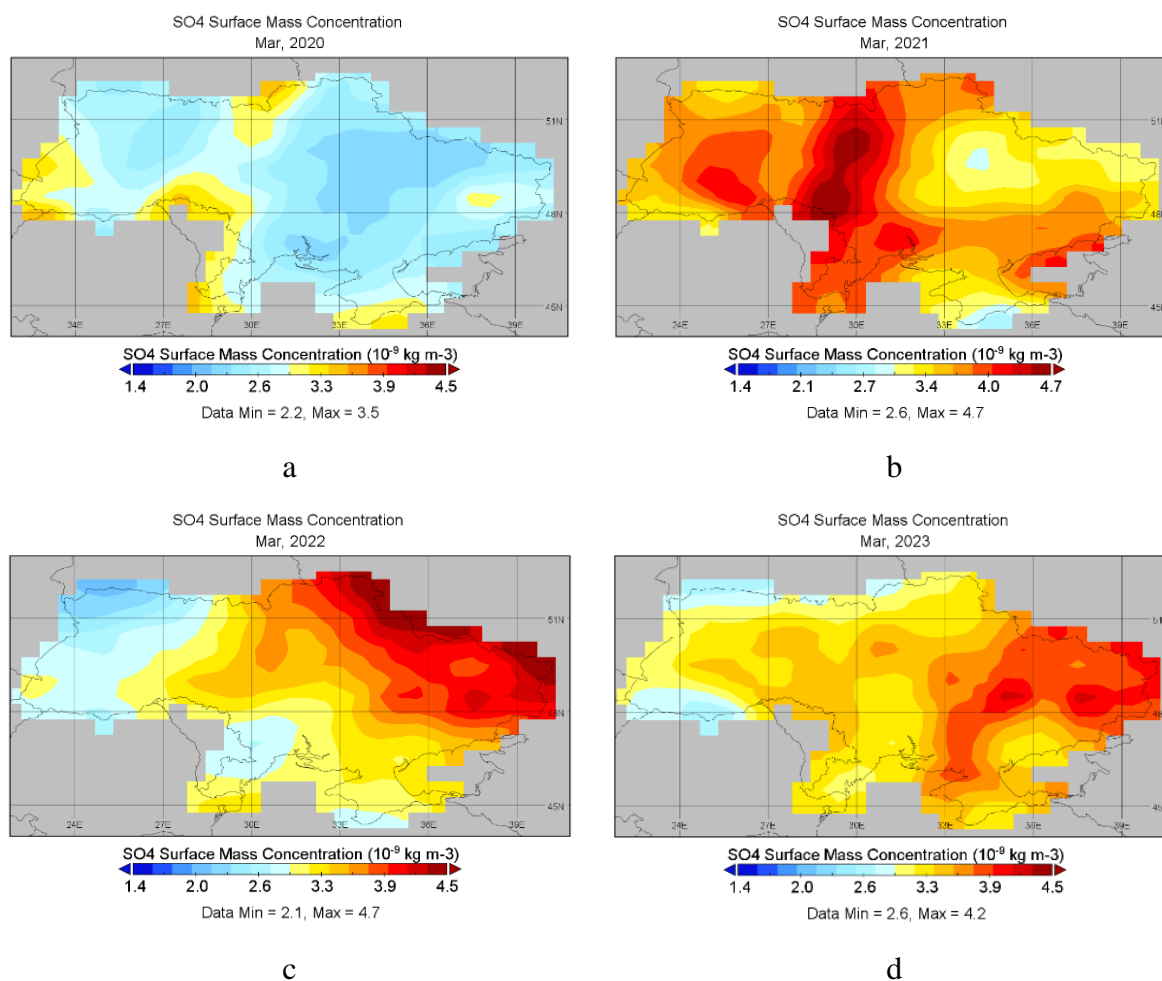 SO4 Surface Mass Concentration
Mar, 2020
51N
48N
45N
24E 27E 30E 33E 36E 39E
SO4 Surface Mass Concentration (10⁻⁹ kg m-3)
1.4 2.0 2.6 3.3 3.9 4.5
Data Min = 2.2, Max = 3.5
a
SO4 Surface Mass Concentration
Mar, 2021
51N
48N
45N
24E 27E 30E 33E 36E 39E
SO4 Surface Mass Concentration (10⁻⁹ kg m-3)
1.4 2.1 2.7 3.4 4.0 4.7
Data Min = 2.6, Max = 4.7
b
SO4 Surface Mass Concentration
Mar, 2022
51N
48N
45N
24E 27E 30E 33E 36E 39E
SO4 Surface Mass Concentration (10⁻⁹ kg m-3)
1.4 2.0 2.6 3.3 3.9 4.5
Data Min = 2.1, Max = 4.7
c
SO4 Surface Mass Concentration
Mar, 2023
51N
48N
45N
24E 27E 30E 33E 36E 39E
SO4 Surface Mass Concentration (10⁻⁹ kg m-3)
1.4 2.0 2.6 3.3 3.9 4.5
Data Min = 2.6, Max = 4.2
d